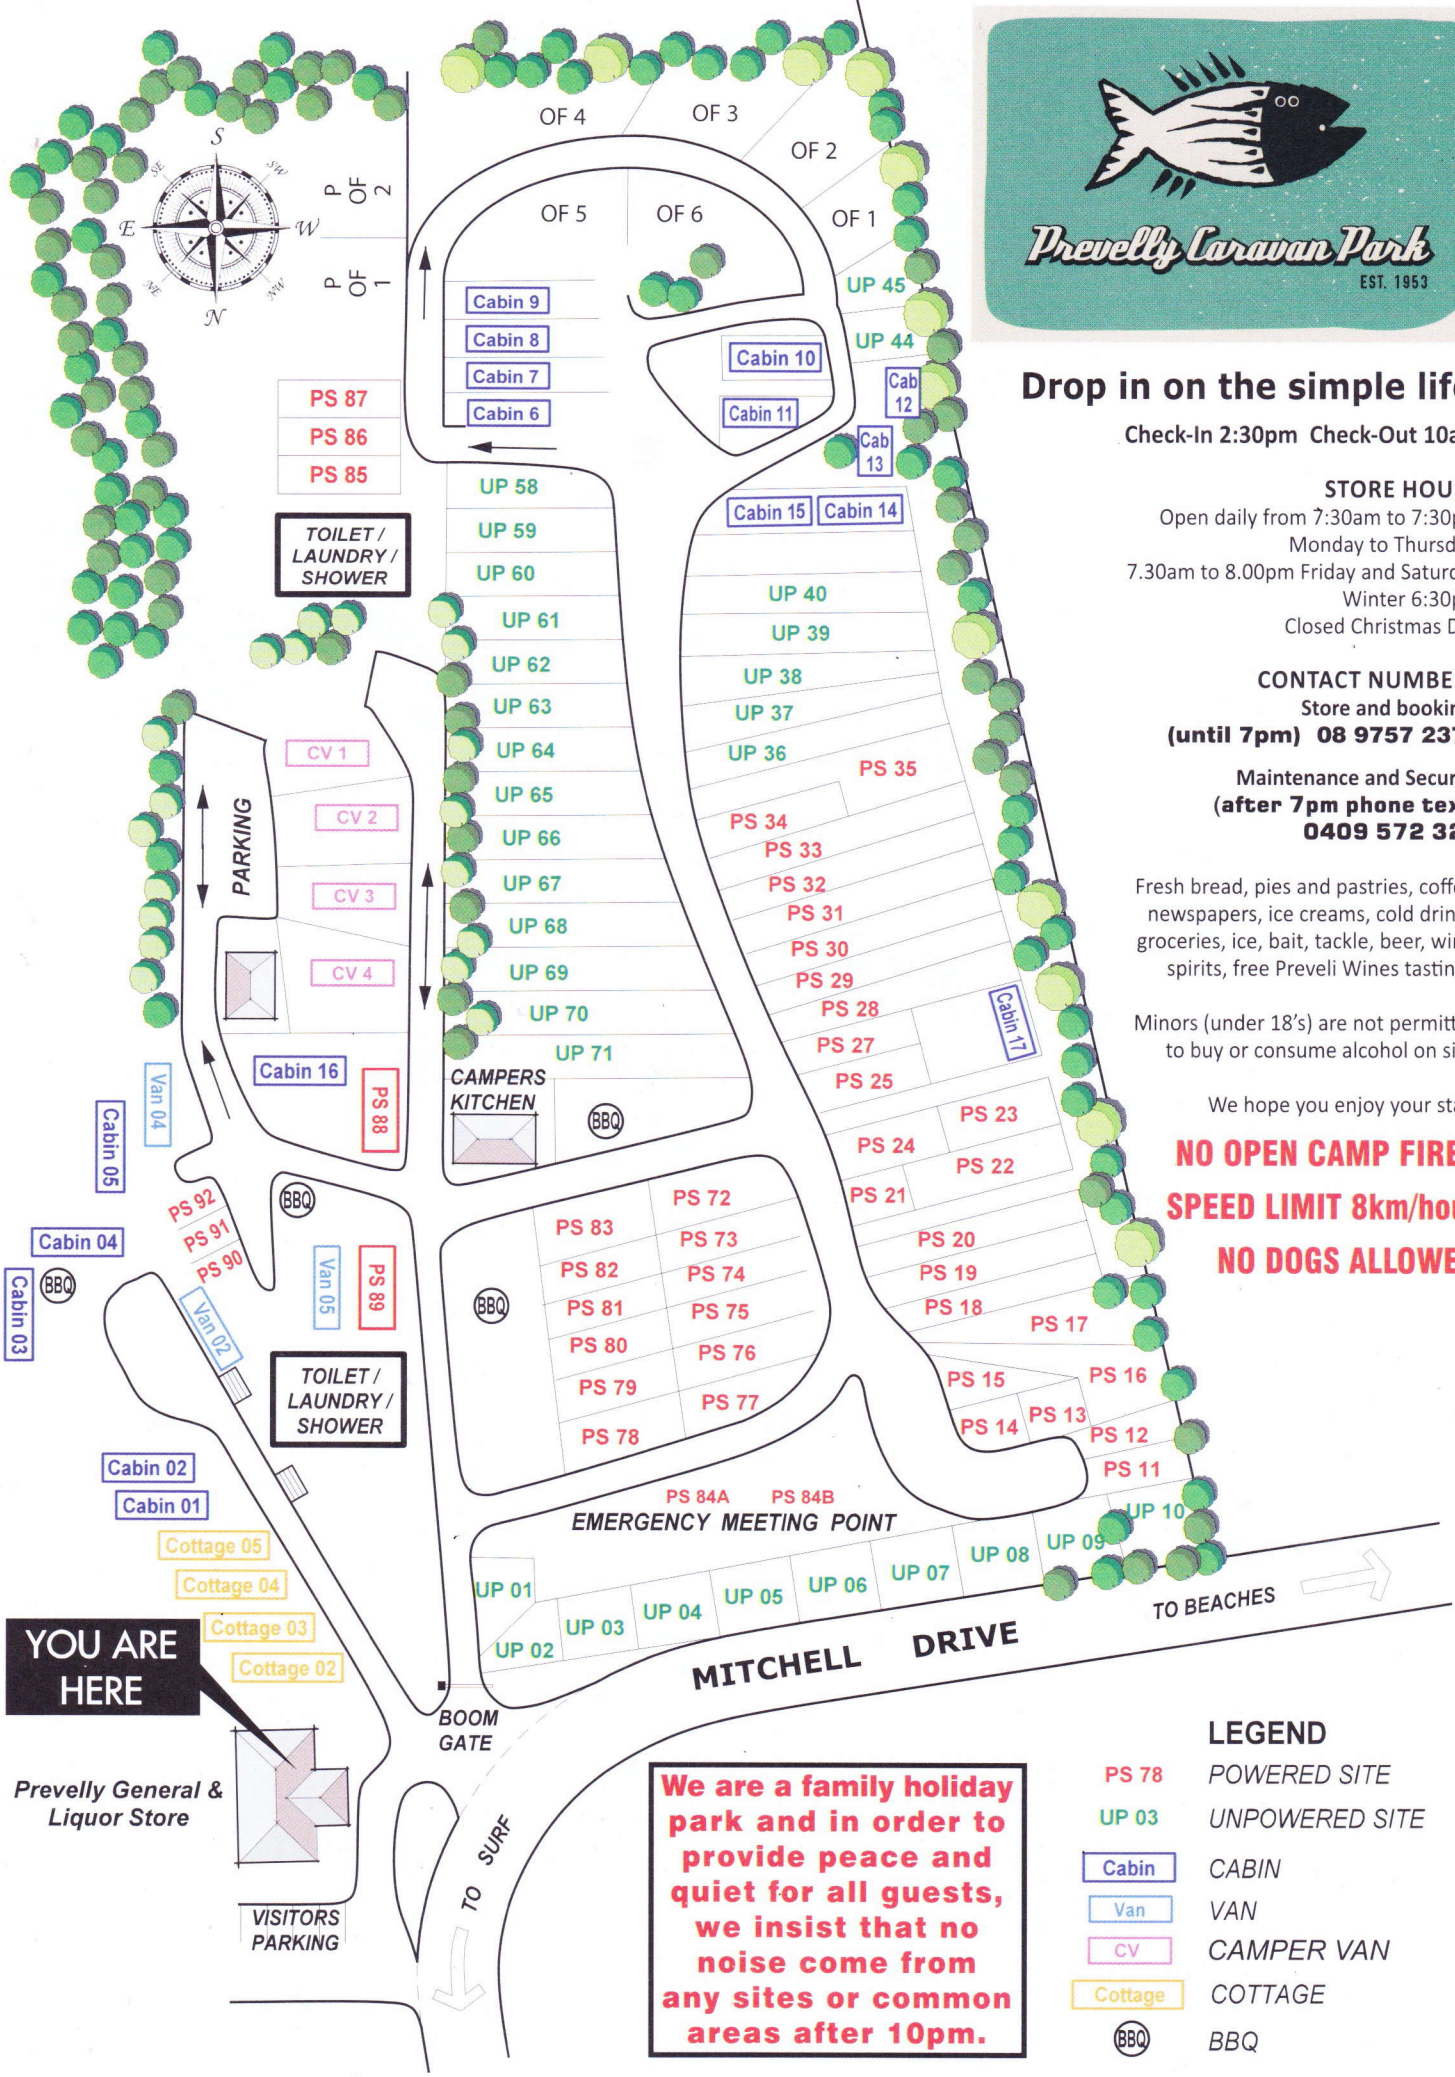 Prevelly Caravan Park
EST. 1953
Drop in on the simple lif
Check-In 2:30pm Check-Out 10a
STORE HOU
Open daily from 7:30am to 7:30p
Monday to Thursd
7.30am to 8.00pm Friday and Saturd
Winter 6:30p
Closed Christmas D
CONTACT NUMBE
Store and bookin
(until 7pm) 08 9757 237
Maintenance and Secur
(after 7pm phone tex
0409 572 32
Fresh bread, pies and pastries, coff
newspapers, ice creams, cold drin
groceries, ice, bait, tackle, beer, wi
spirits, free Preveli Wines tastin
Minors (under 18's) are not permitt
to buy or consume alcohol on si
We hope you enjoy your sta
NO OPEN CAMP FIRE
SPEED LIMIT 8km/hou
NO DOGS ALLOWE
S
SW
W
NW
N
NE
E
SE
P OF 2
P OF 1
OF 4
OF 3
OF 2
OF 1
OF 5
OF 6
UP 45
UP 44
Cabin 9
Cabin 8
Cabin 7
Cabin 6
Cabin 10
Cabin 11
Cab 12
Cab 13
Cabin 15
Cabin 14
PS 87
PS 86
PS 85
TOILET /
LAUNDRY /
SHOWER
UP 58
UP 59
UP 60
UP 61
UP 62
UP 63
UP 64
UP 65
UP 66
UP 67
UP 68
UP 69
UP 70
UP 71
UP 40
UP 39
UP 38
UP 37
UP 36
PS 35
PS 34
PS 33
PS 32
PS 31
PS 30
PS 29
PS 28
PS 27
PS 25
Cabin 17
PS 24
PS 23
PS 22
PS 21
PS 20
PS 19
PS 18
PS 17
PS 16
PS 15
PS 14
PS 13
PS 12
PS 11
UP 10
PARKING
CV 1
CV 2
CV 3
CV 4
Cabin 16
PS 88
CAMPERS
KITCHEN
BBQ
Van 04
Cabin 05
PS 92
PS 91
PS 90
BBQ
Cabin 04
BBQ
Cabin 03
Van 02
Van 05
PS 89
TOILET /
LAUNDRY /
SHOWER
BBQ
PS 83
PS 82
PS 81
PS 80
PS 79
PS 78
PS 72
PS 73
PS 74
PS 75
PS 76
PS 77
PS 84A
PS 84B
EMERGENCY MEETING POINT
UP 01
UP 02
UP 03
UP 04
UP 05
UP 06
UP 07
UP 08
UP 09
Cabin 02
Cabin 01
Cottage 05
Cottage 04
Cottage 03
Cottage 02
YOU ARE
HERE
Prevelly General &
Liquor Store
VISITORS
PARKING
BOOM
GATE
MITCHELL DRIVE
TO BEACHES
TO SURF
We are a family holiday
park and in order to
provide peace and
quiet for all guests,
we insist that no
noise come from
any sites or common
areas after 10pm.
LEGEND
PS 78 POWERED SITE
UP 03 UNPOWERED SITE
Cabin CABIN
Van VAN
CV CAMPER VAN
Cottage COTTAGE
BBQ BBQ